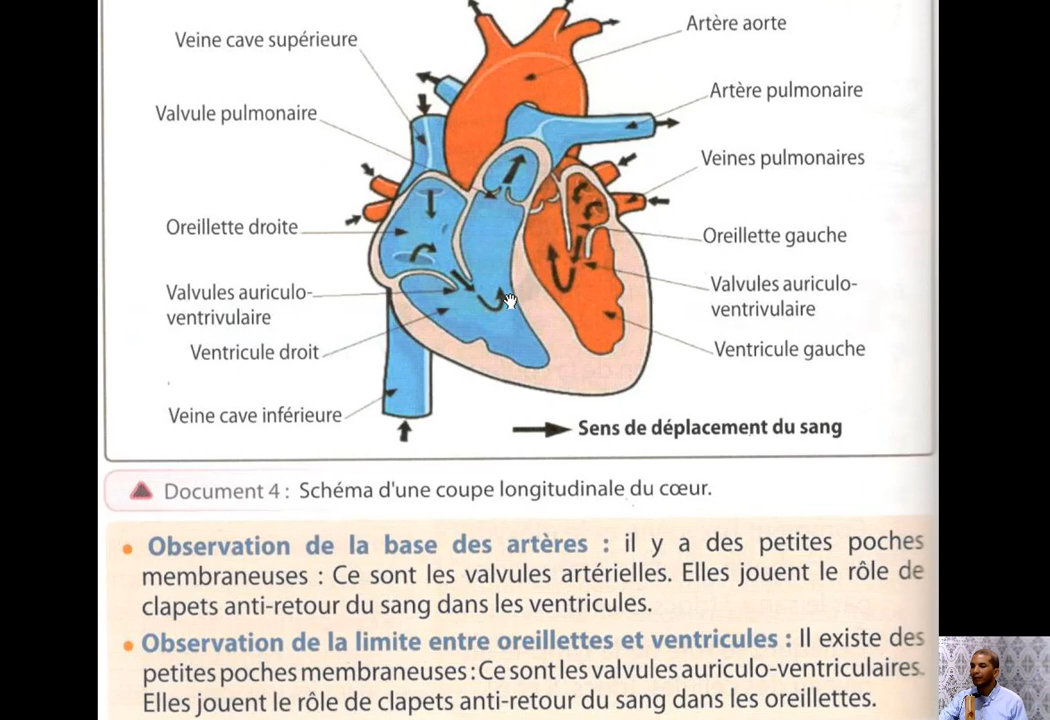 Veine cave supérieure
Artère aorte
Artère pulmonaire
Valvule pulmonaire
Veines pulmonaires
Oreillette droite
Oreillette gauche
Valvules auriculo-
ventrivulaire
Valvules auriculo-
ventrivulaire
Ventricule droit
Ventricule gauche
Veine cave inférieure
Sens de déplacement du sang
Document 4 : Schéma d'une coupe longitudinale du cœur.
• Observation de la base des artères : il y a des petites poches
membraneuses : Ce sont les valvules artérielles. Elles jouent le rôle de
clapets anti-retour du sang dans les ventricules.
• Observation de la limite entre oreillettes et ventricules : Il existe des
petites poches membraneuses : Ce sont les valvules auriculo-ventriculaires.
Elles jouent le rôle de clapets anti-retour du sang dans les oreillettes.